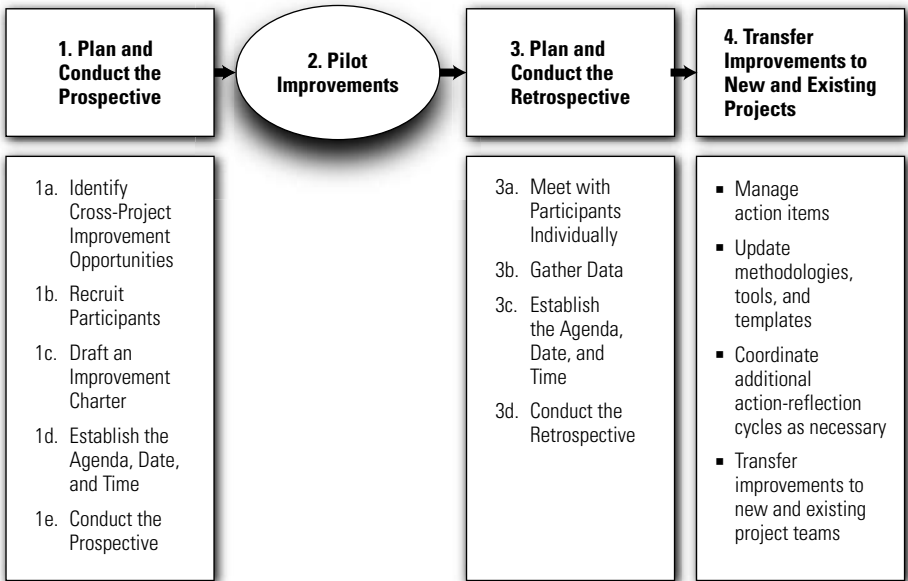 1. Plan and
Conduct the
Prospective
2. Pilot
Improvements
3. Plan and
Conduct the
Retrospective
4. Transfer
Improvements to
New and Existing
Projects
1a. Identify
Cross-Project
Improvement
Opportunities
1b. Recruit
Participants
1c. Draft an
Improvement
Charter
1d. Establish the
Agenda, Date,
and Time
1e. Conduct the
Prospective
3a. Meet with
Participants
Individually
3b. Gather Data
3c. Establish
the Agenda,
Date, and
Time
3d. Conduct the
Retrospective
▪ Manage
action items
▪ Update
methodologies,
tools, and
templates
▪ Coordinate
additional
action-reflection
cycles as necessary
▪ Transfer
improvements to
new and existing
project teams